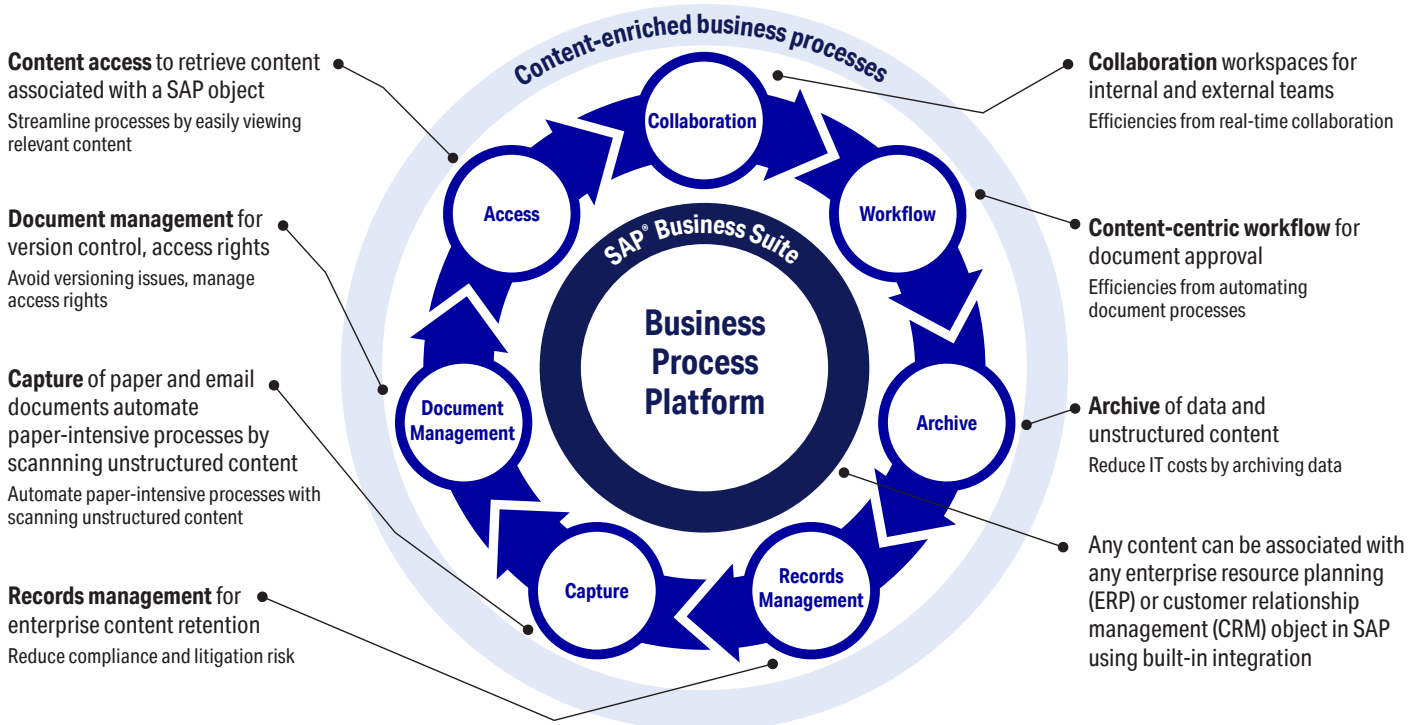 Content-enriched business processes
Content access to retrieve content
associated with a SAP object
Streamline processes by easily viewing
relevant content
Document management for
version control, access rights
Avoid versioning issues, manage
access rights
Capture of paper and email
documents automate
paper-intensive processes by
scannning unstructured content
Automate paper-intensive processes with
scanning unstructured content
Records management for
enterprise content retention
Reduce compliance and litigation risk
Collaboration
Workflow
Archive
Records
Management
Capture
Document
Management
Access
SAP® Business Suite
Business
Process
Platform
Collaboration workspaces for
internal and external teams
Efficiencies from real-time collaboration
Content-centric workflow for
document approval
Efficiencies from automating
document processes
Archive of data and
unstructured content
Reduce IT costs by archiving data
Any content can be associated with
any enterprise resource planning
(ERP) or customer relationship
management (CRM) object in SAP
using built-in integration